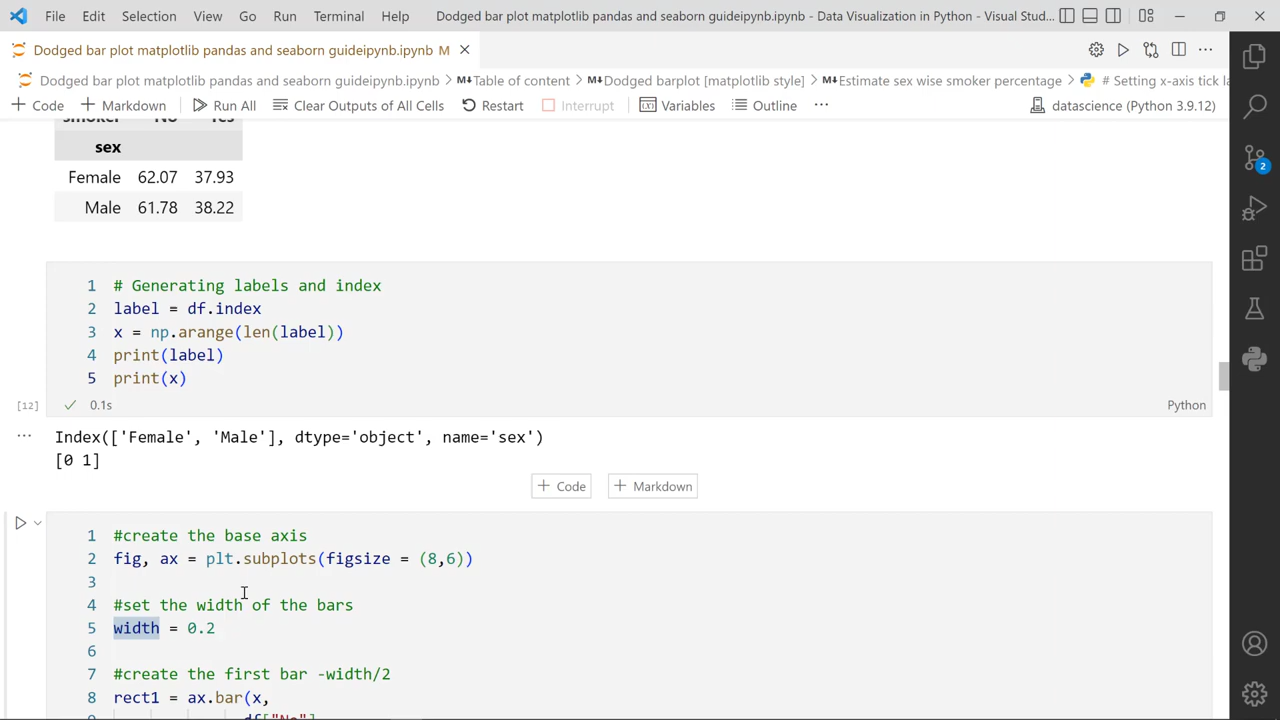 File Edit Selection View Go Run Terminal Help Dodged bar plot matplotlib pandas and seaborn guideipynb.ipynb - Data Visualization in Python - Visual Stud...
Dodged bar plot matplotlib pandas and seaborn guideipynb.ipynb M
Dodged bar plot matplotlib pandas and seaborn guideipynb.ipynb > M↓Table of content > M↓Dodged barplot [matplotlib style] > M↓Estimate sex wise smoker percentage > # Setting x-axis tick la
+ Code + Markdown Run All Clear Outputs of All Cells Restart Interrupt Variables Outline ... datascience (Python 3.9.12)
smoker No Yes
sex
Female 62.07 37.93
Male 61.78 38.22
1 # Generating labels and index
2 label = df.index
3 x = np.arange(len(label))
4 print(label)
5 print(x)
[12] 0.1s Python
Index(['Female', 'Male'], dtype='object', name='sex')
[0 1]
+ Code + Markdown
1 #create the base axis
2 fig, ax = plt.subplots(figsize = (8,6))
3
4 #set the width of the bars
5 width = 0.2
6
7 #create the first bar -width/2
8 rect1 = ax.bar(x,
9 df["No"],
2